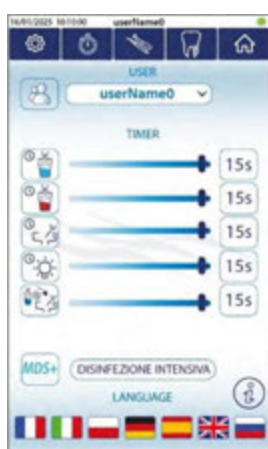 16/01/2025 10:10:00 userName0
USER
userName0
TIMER
15s
15s
15s
15s
15s
MDS+
DISINFEZIONE INTENSIVA
i
LANGUAGE